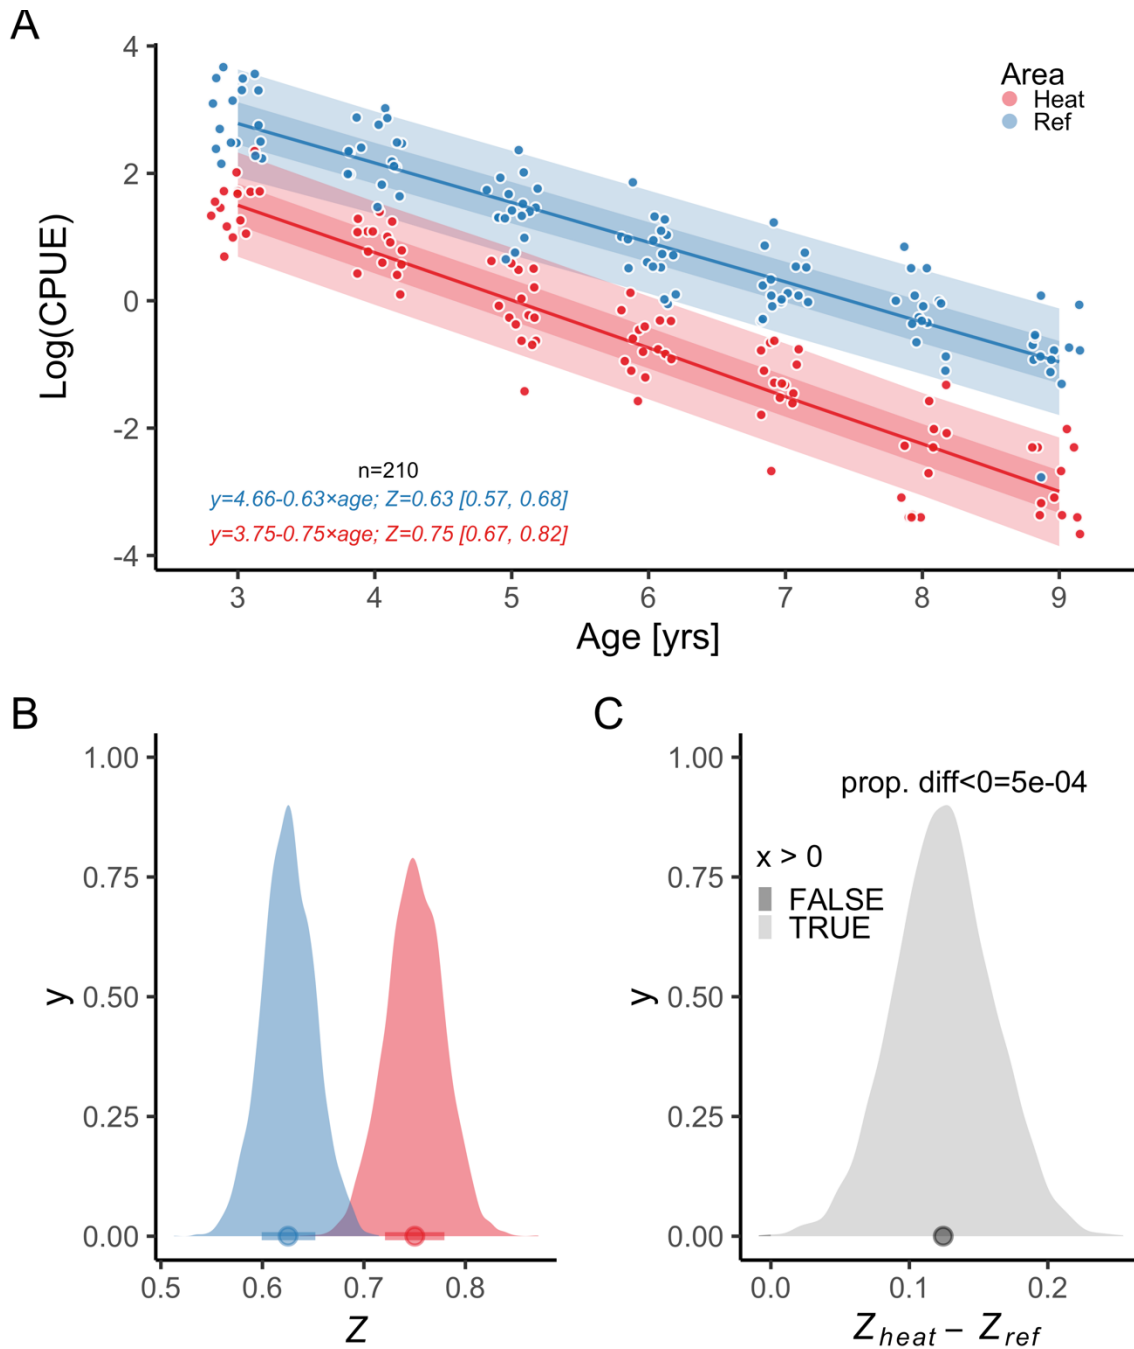 A
Log(CPUE)
4
2
0
-2
-4
Area
Heat
Ref
n=210
y=4.66-0.63×age; Z=0.63 [0.57, 0.68]
y=3.75-0.75×age; Z=0.75 [0.67, 0.82]
3 4 5 6 7 8 9
Age [yrs]
B
y
1.00
0.75
0.50
0.25
0.00
0.5 0.6 0.7 0.8
Z
C
y
1.00
0.75
0.50
0.25
0.00
prop. diff<0=5e-04
x > 0
FALSE
TRUE
0.0 0.1 0.2
Zheat – Zref